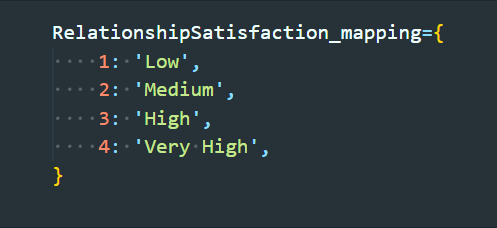 RelationshipSatisfaction_mapping={
    1: 'Low',
    2: 'Medium',
    3: 'High',
    4: 'Very High',
}